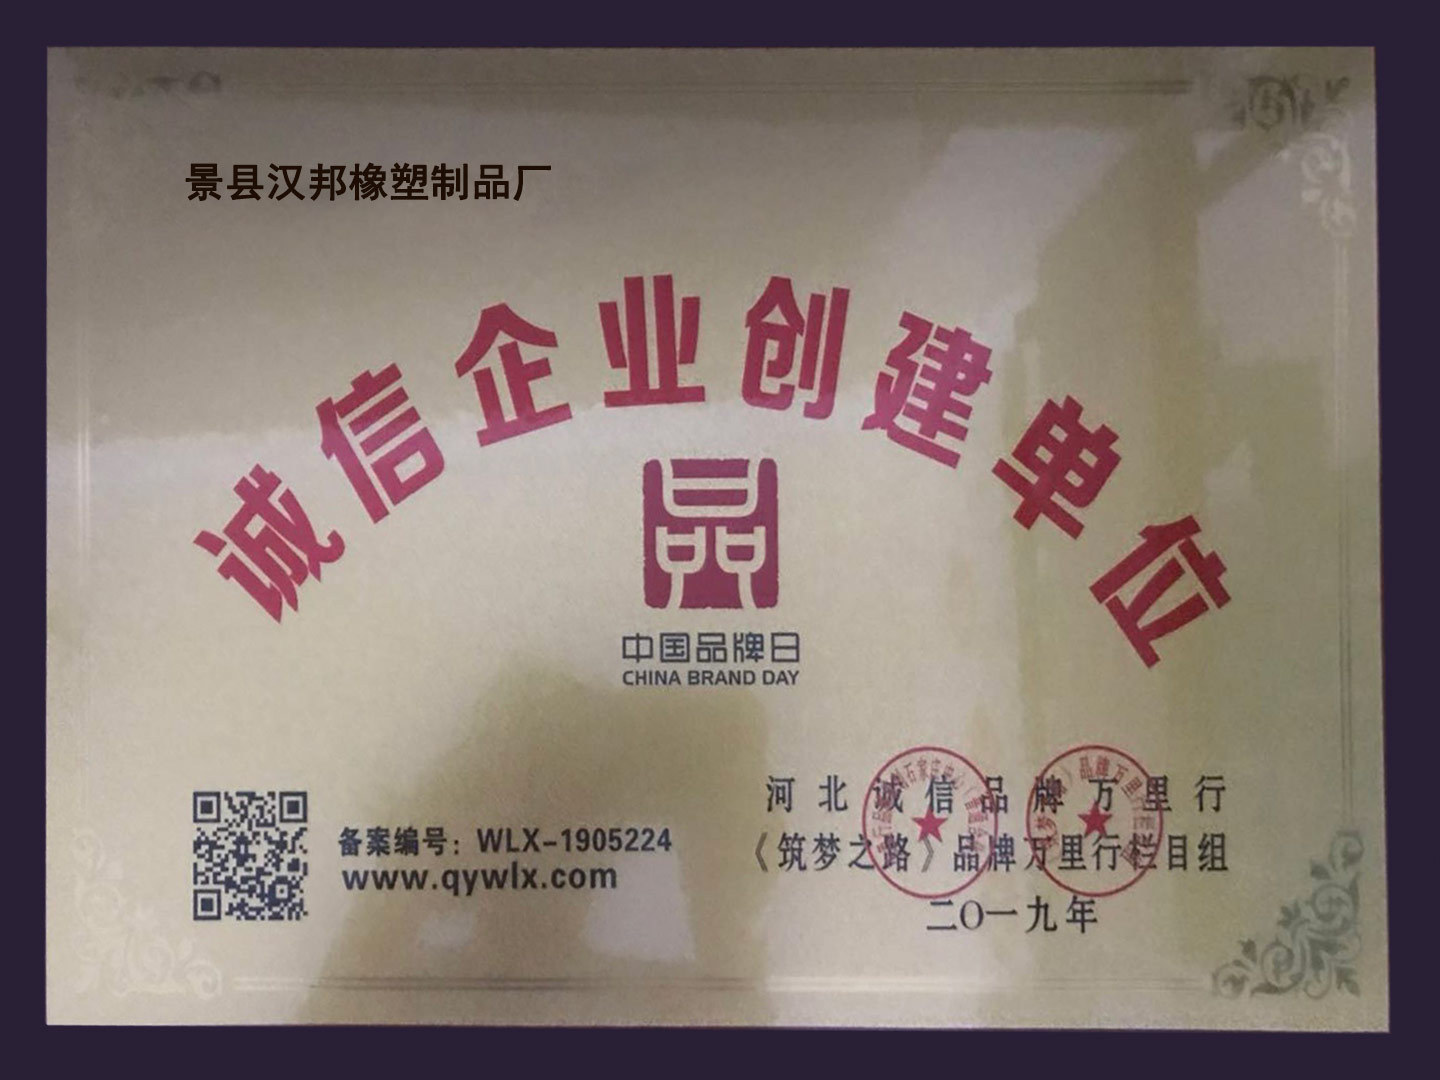 景县汉邦橡塑制品厂
诚信企业创建单位
中国品牌日
CHINA BRAND DAY
备案编号：WLX-1905224
www.qywlx.com
河北诚信品牌万里行
《筑梦之路》品牌万里行栏目组
二〇一九年